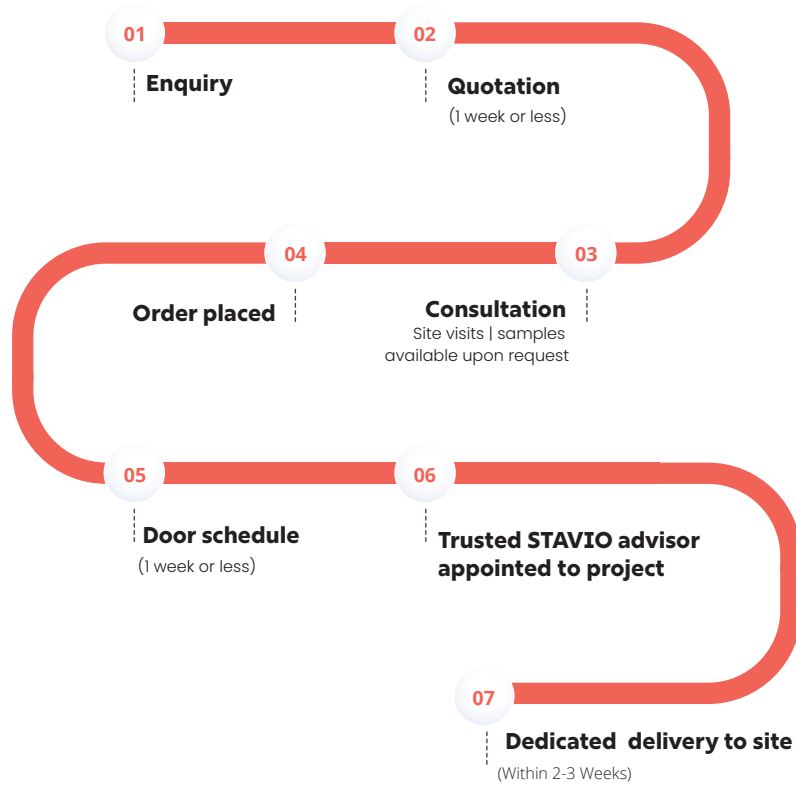 01
Enquiry
02
Quotation
(1 week or less)
03
Consultation
Site visits | samples
available upon request
04
Order placed
05
Door schedule
(1 week or less)
06
Trusted STAVIO advisor
appointed to project
07
Dedicated  delivery to site
(Within 2-3 Weeks)